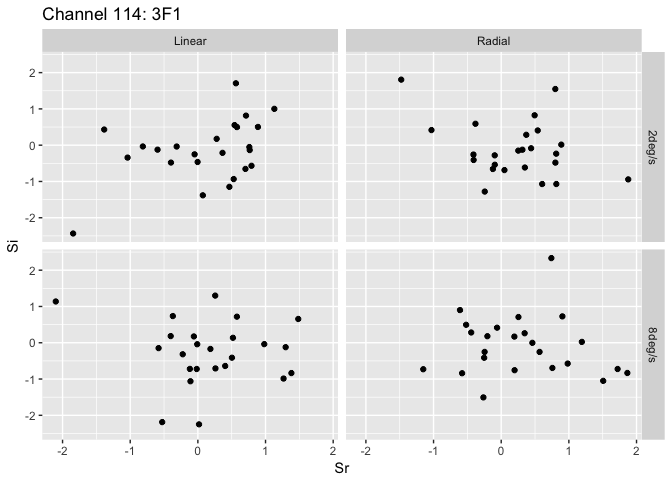 Channel 114: 3F1
Linear
Radial
2
1
0
-1
-2
2deg/s
Si
2
1
0
-1
-2
8deg/s
-2 -1 0 1 2
-2 -1 0 1 2
Sr